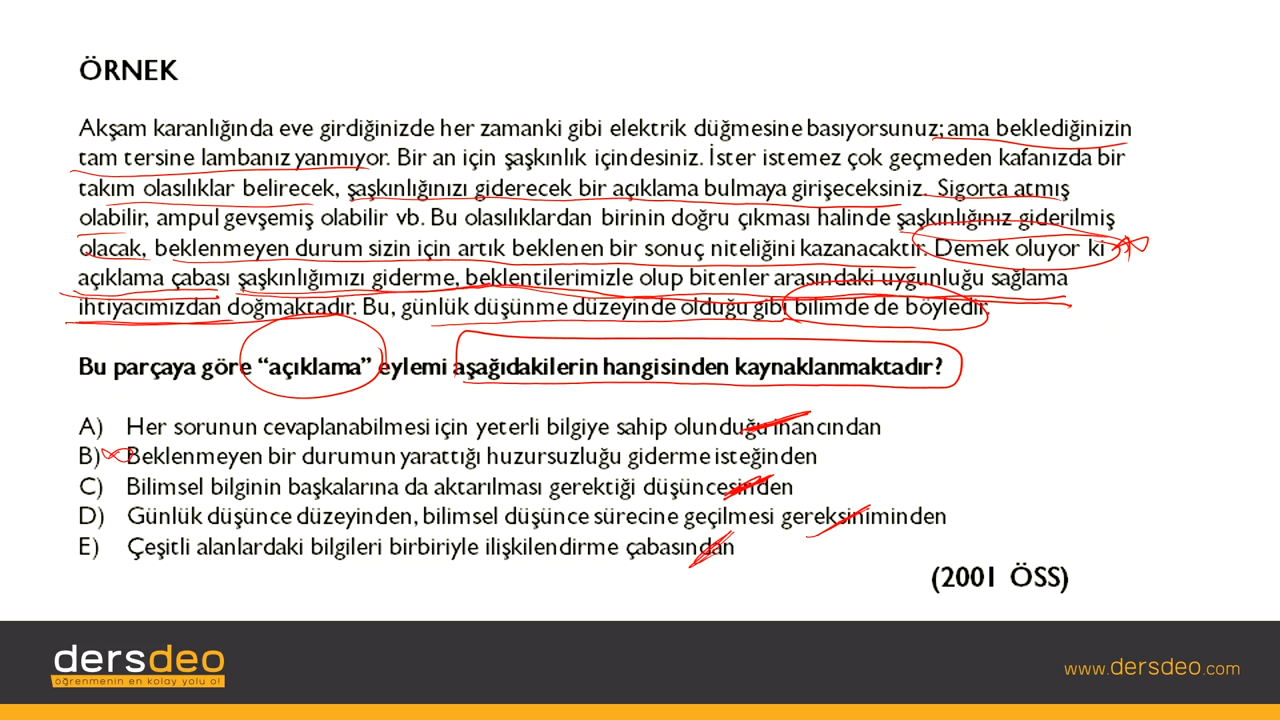 ÖRNEK
Akşam karanlığında eve girdiğinizde her zamanki gibi elektrik düğmesine basıyorsunuz; ama beklediğinizin
tam tersine lambanız yanmıyor. Bir an için şaşkınlık içindesiniz. İster istemez çok geçmeden kafanızda bir
takım olasılıklar belirecek, şaşkınlığınızı giderecek bir açıklama bulmaya girişeceksiniz. Sigorta atmış
olabilir, ampul gevşemiş olabilir vb. Bu olasılıklardan birinin doğru çıkması halinde şaşkınlığınız giderilmiş
olacak, beklenmeyen durum sizin için artık beklenen bir sonuç niteliğini kazanacaktır. Demek oluyor ki
açıklama çabası şaşkınlığımızı giderme, beklentilerimizle olup bitenler arasındaki uygunluğu sağlama
ihtiyacımızdan doğmaktadır. Bu, günlük düşünme düzeyinde olduğu gibi bilimde de böyledir.
Bu parçaya göre “açıklama” eylemi aşağıdakilerin hangisinden kaynaklanmaktadır?
A) Her sorunun cevaplanabilmesi için yeterli bilgiye sahip olunduğu inancından
B) Beklenmeyen bir durumun yarattığı huzursuzluğu giderme isteğinden
C) Bilimsel bilginin başkalarına da aktarılması gerektiği düşüncesinden
D) Günlük düşünce düzeyinden, bilimsel düşünce sürecine geçilmesi gereksiniminden
E) Çeşitli alanlardaki bilgileri birbiriyle ilişkilendirme çabasından
(2001 ÖSS)
dersdeo
öğrenmenin en kolay yolu o!
www.dersdeo.com